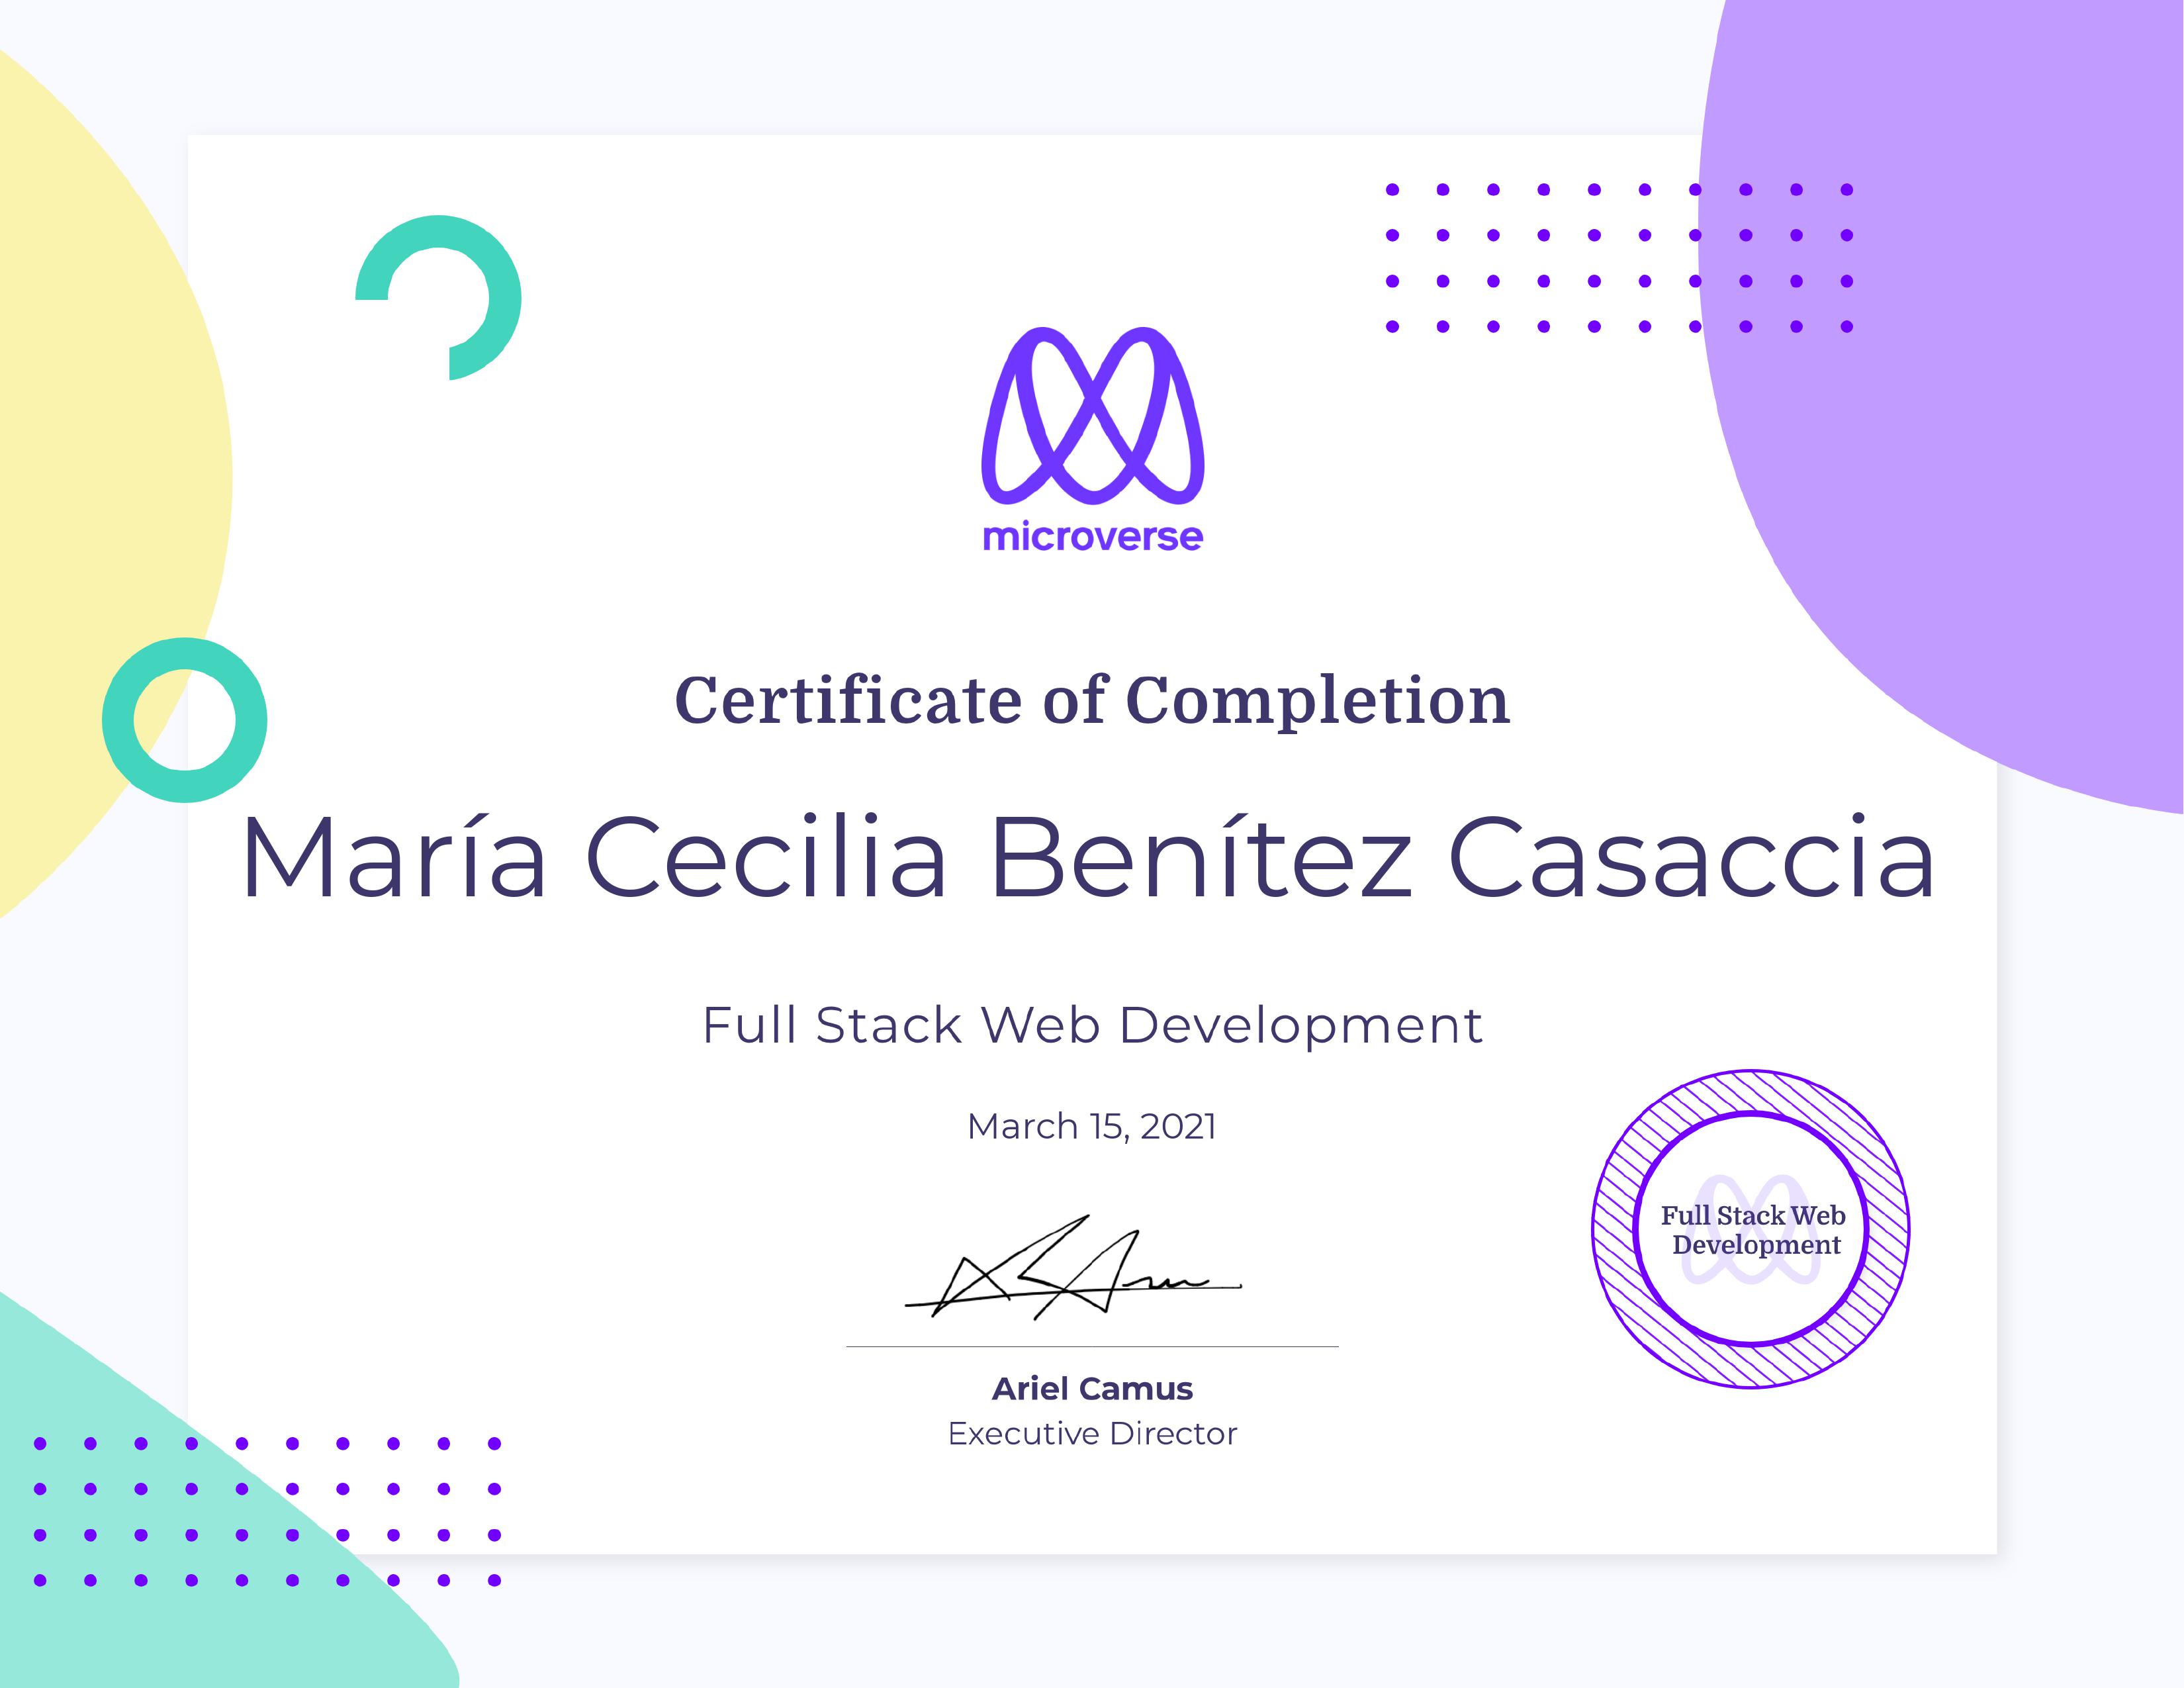 microverse
Certificate of Completion
María Cecilia Benítez Casaccia
Full Stack Web Development
March 15, 2021
Full Stack Web
Development
Ariel Camus
Executive Director